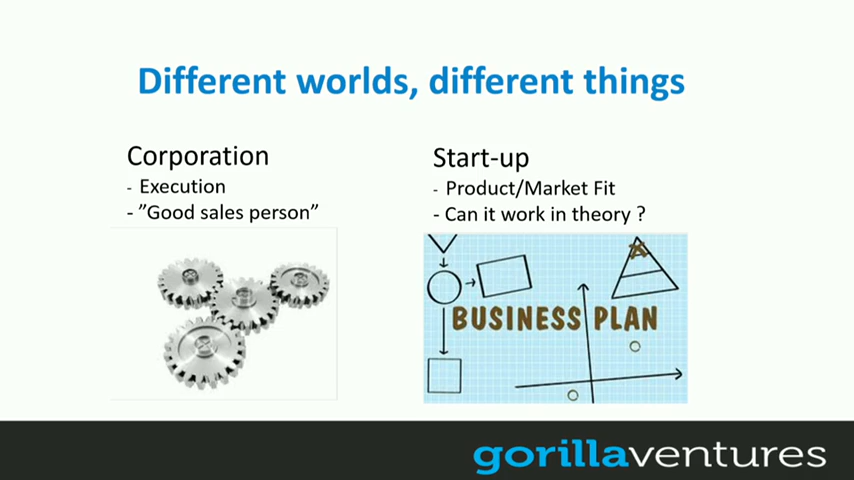 Different worlds, different things
Corporation
- Execution
- ”Good sales person”
Start-up
- Product/Market Fit
- Can it work in theory ?
BUSINESS PLAN
gorillaventures